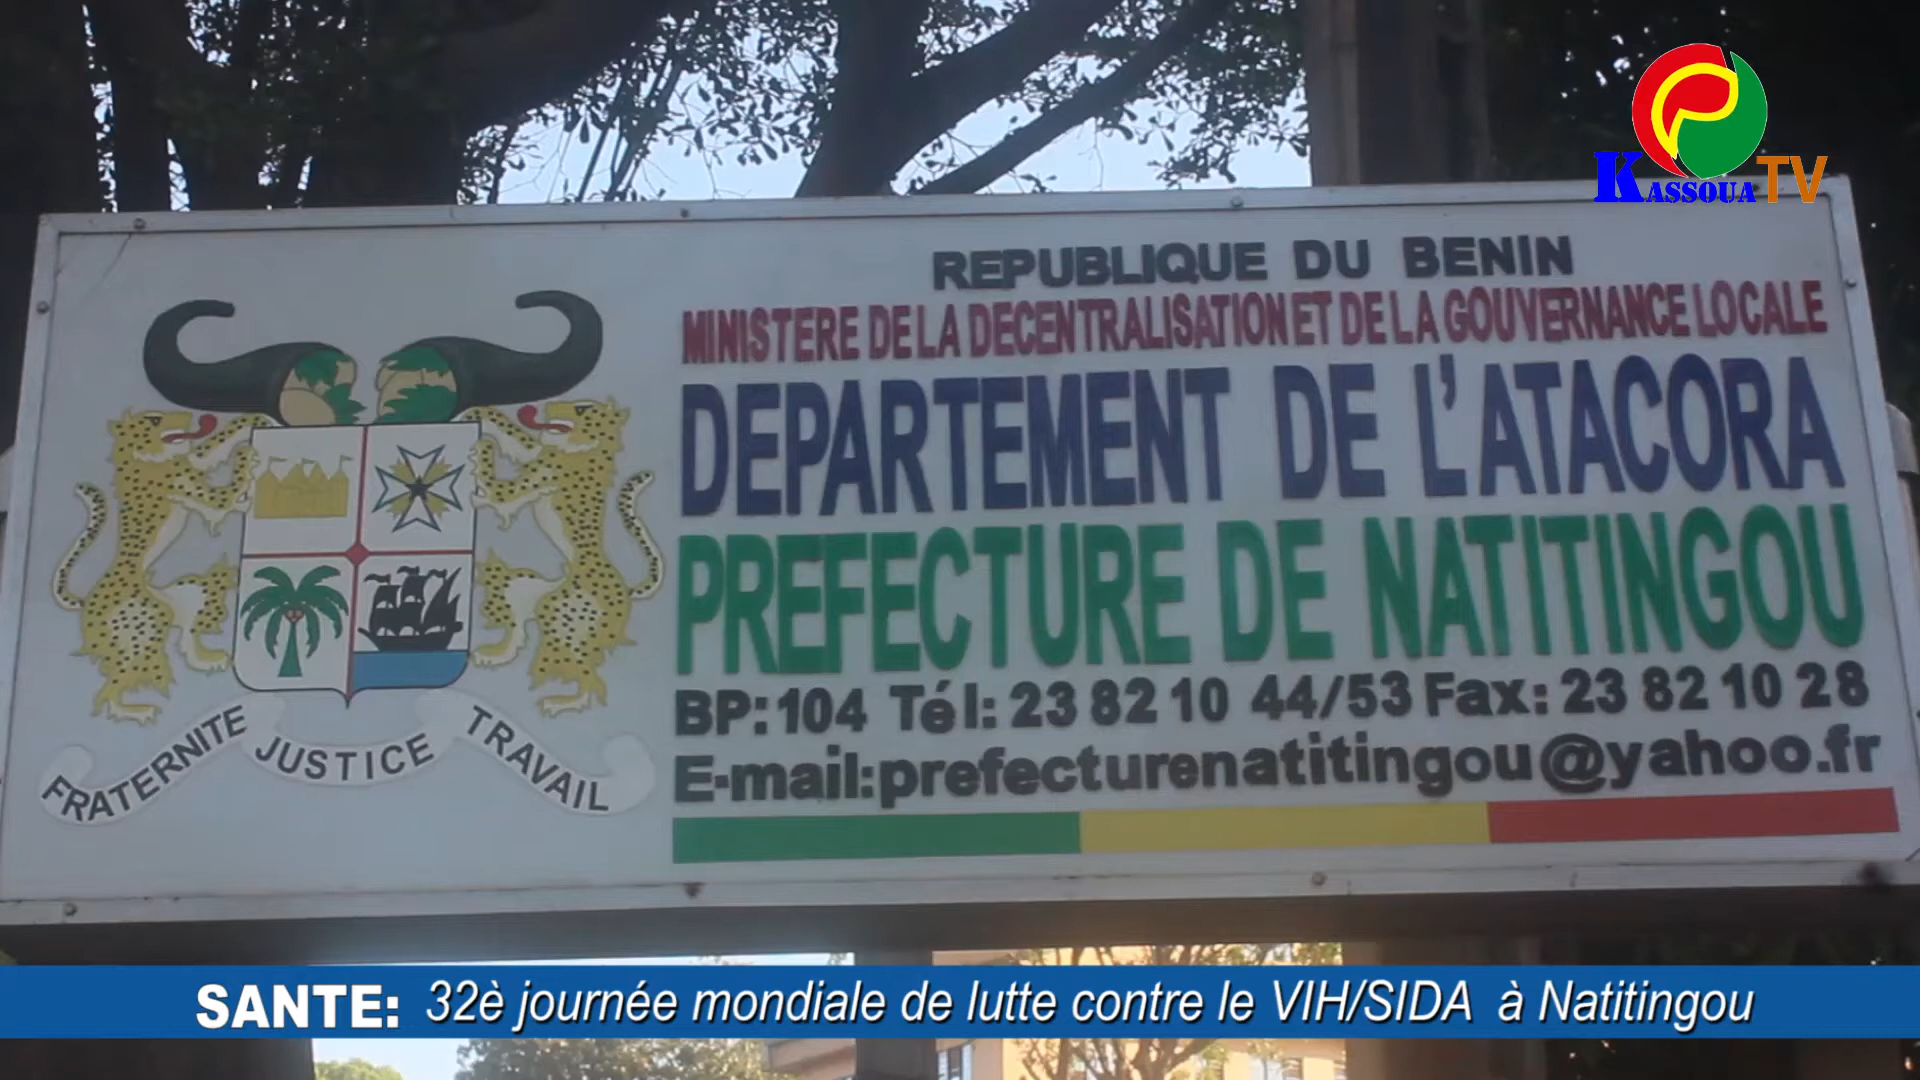 KASSOUA TV
REPUBLIQUE DU BENIN
MINISTERE DE LA DECENTRALISATION ET DE LA GOUVERNANCE LOCALE
DEPARTEMENT DE L'ATACORA
PREFECTURE DE NATITINGOU
BP:104 Tél: 23 82 10 44/53 Fax: 23 82 10 28
E-mail:prefecturenatitingou@yahoo.fr
FRATERNITE JUSTICE TRAVAIL
SANTE: 32è journée mondiale de lutte contre le VIH/SIDA à Natitingou